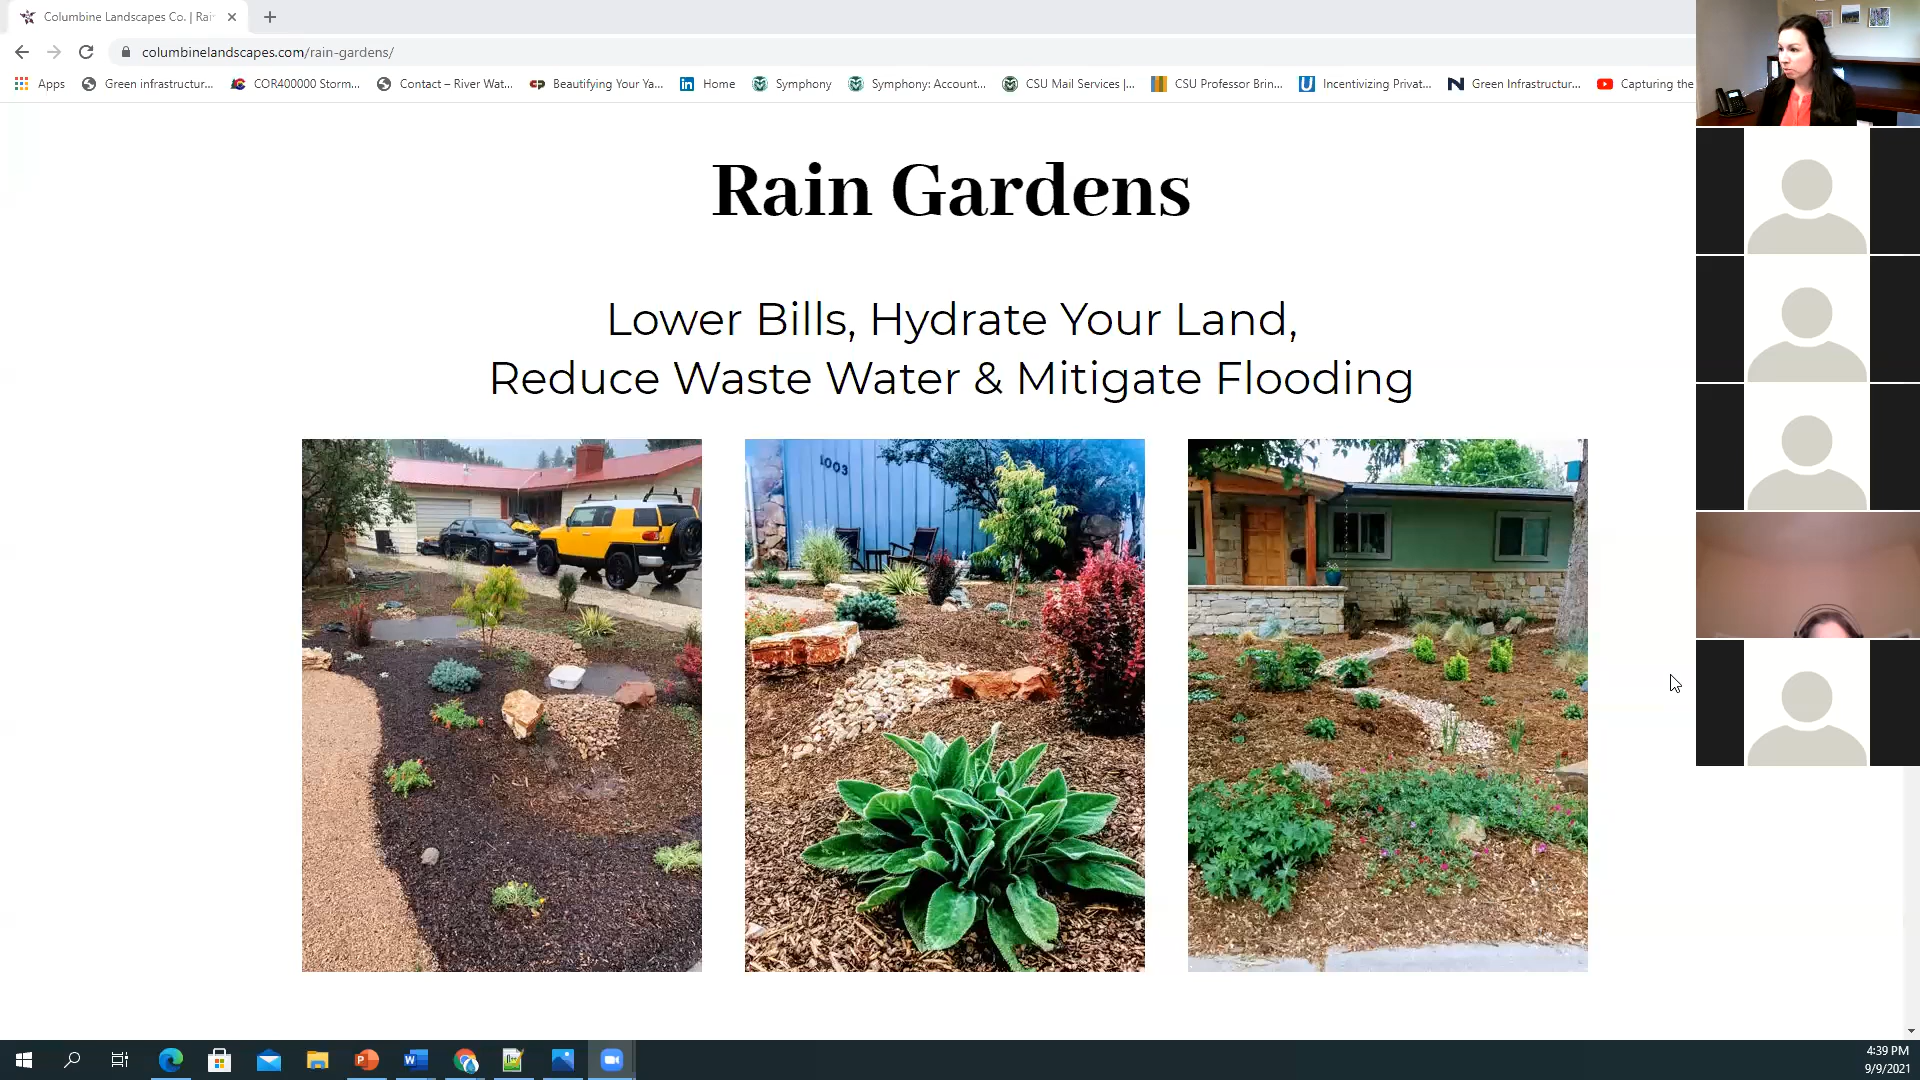 Columbine Landscapes Co. | Rai
columbinelandscapes.com/rain-gardens/
Apps
Green infrastructur...
COR400000 Storm...
Contact – River Wat...
Beautifying Your Ya...
Home
Symphony
Symphony: Account...
CSU Mail Services |...
CSU Professor Brin...
Incentivizing Privat...
Green Infrastructur...
Capturing the
Rain Gardens
Lower Bills, Hydrate Your Land,
Reduce Waste Water & Mitigate Flooding
1003
4:39 PM
9/9/2021